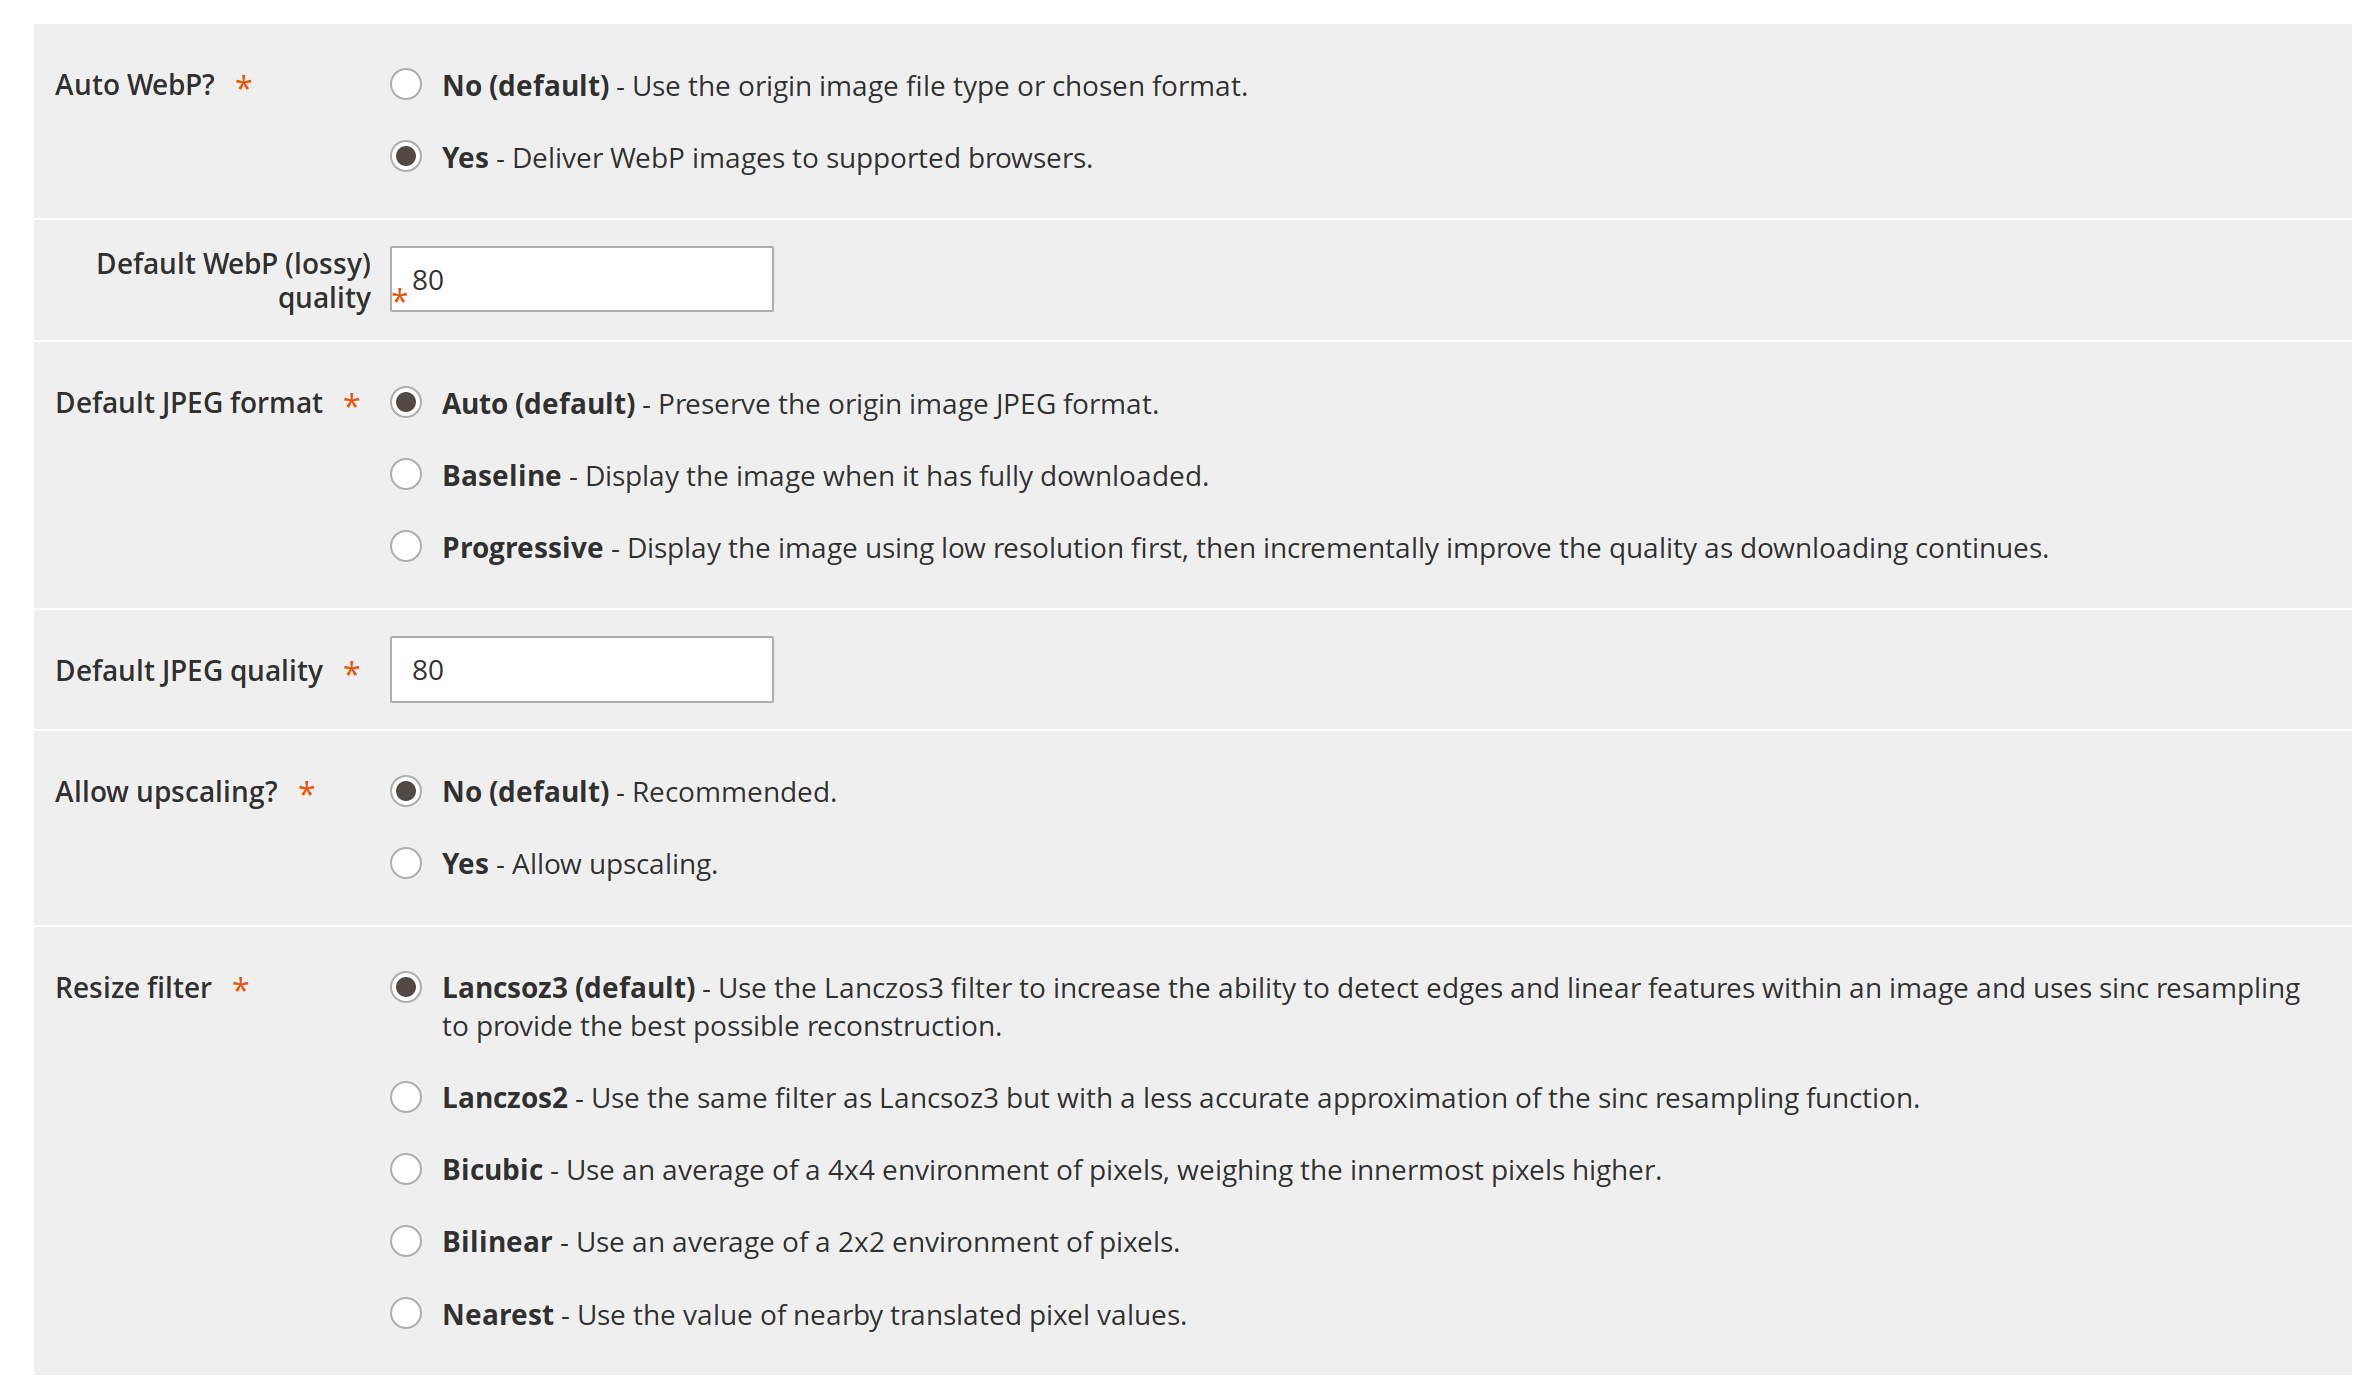 Auto WebP? *
No (default) - Use the origin image file type or chosen format.
Yes - Deliver WebP images to supported browsers.
Default WebP (lossy)
quality *
80
Default JPEG format *
Auto (default) - Preserve the origin image JPEG format.
Baseline - Display the image when it has fully downloaded.
Progressive - Display the image using low resolution first, then incrementally improve the quality as downloading continues.
Default JPEG quality *
80
Allow upscaling? *
No (default) - Recommended.
Yes - Allow upscaling.
Resize filter *
Lancsoz3 (default) - Use the Lanczos3 filter to increase the ability to detect edges and linear features within an image and uses sinc resampling
to provide the best possible reconstruction.
Lanczos2 - Use the same filter as Lancsoz3 but with a less accurate approximation of the sinc resampling function.
Bicubic - Use an average of a 4x4 environment of pixels, weighing the innermost pixels higher.
Bilinear - Use an average of a 2x2 environment of pixels.
Nearest - Use the value of nearby translated pixel values.